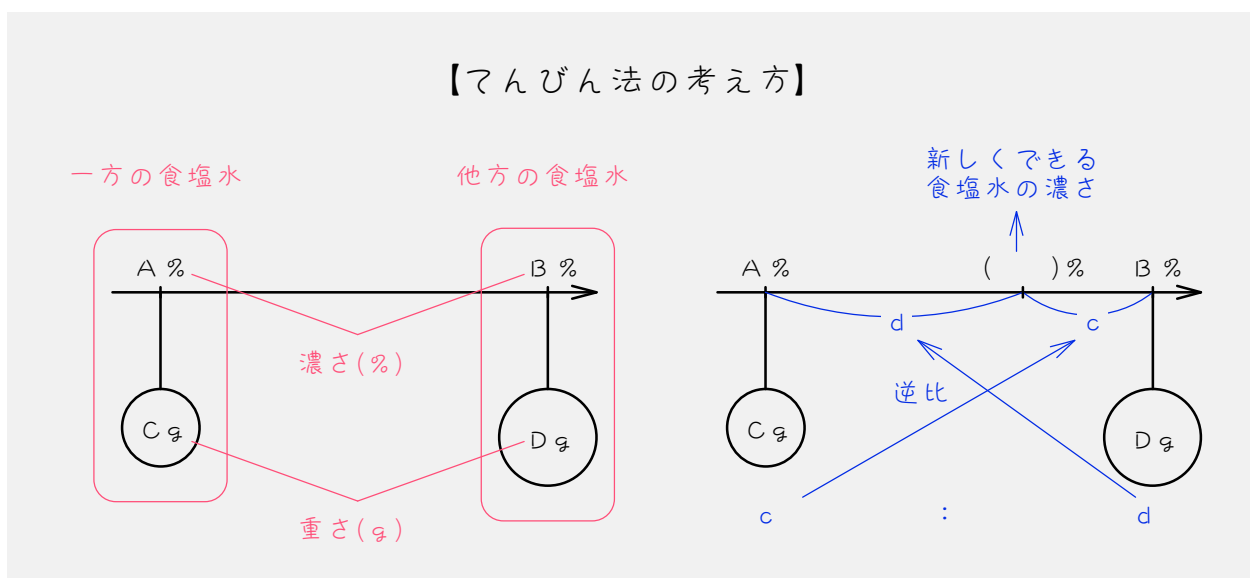 【てんびん法の考え方】
一方の食塩水
他方の食塩水
A %
B %
濃さ(%)
C g
D g
重さ(g)
新しくできる
食塩水の濃さ
A %
(　　)%
B %
d
c
逆比
C g
D g
c : d